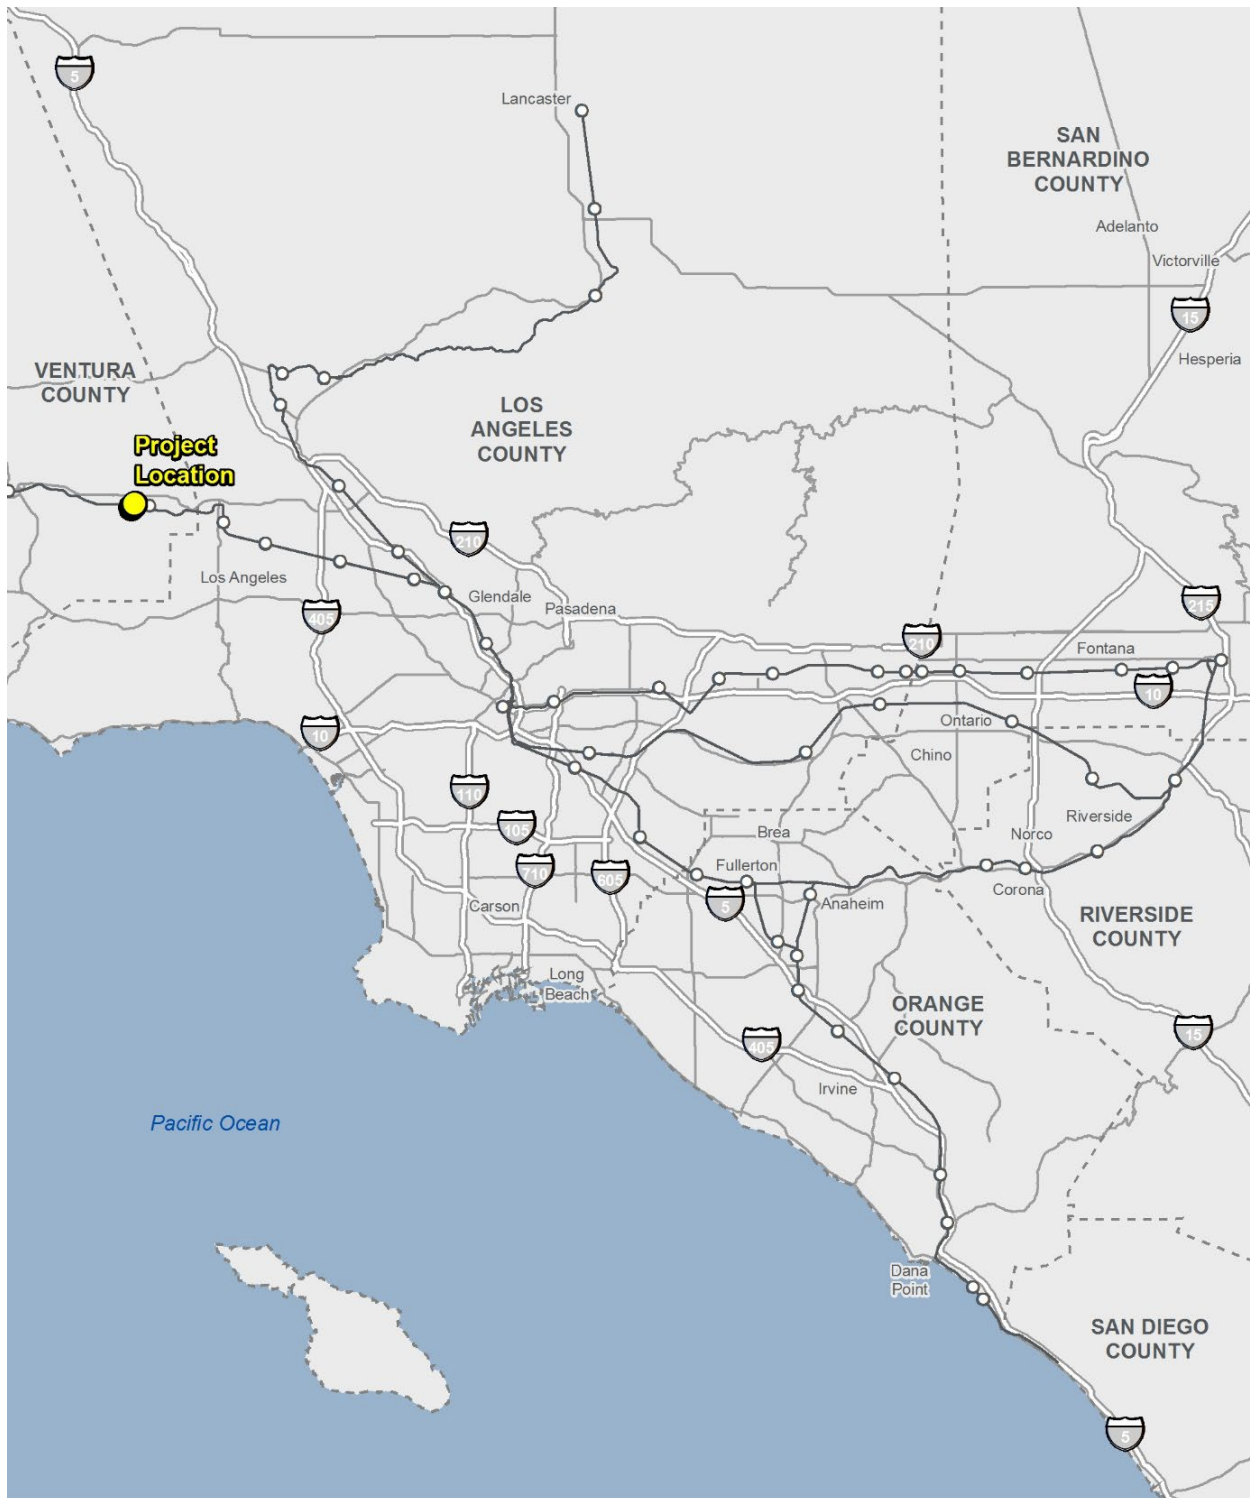 5
Lancaster
SAN
BERNARDINO
COUNTY
Adelanto
Victorville
15
Hesperia
VENTURA
COUNTY
LOS
ANGELES
COUNTY
Project
Location
210
Los Angeles
Glendale
Pasadena
405
215
210
Fontana
10
10
Ontario
Chino
110
105
Brea
Norco
Riverside
710
605
Fullerton
Corona
Carson
5
Anaheim
RIVERSIDE
COUNTY
Long
Beach
ORANGE
COUNTY
405
15
Irvine
Pacific Ocean
Dana
Point
SAN DIEGO
COUNTY
5